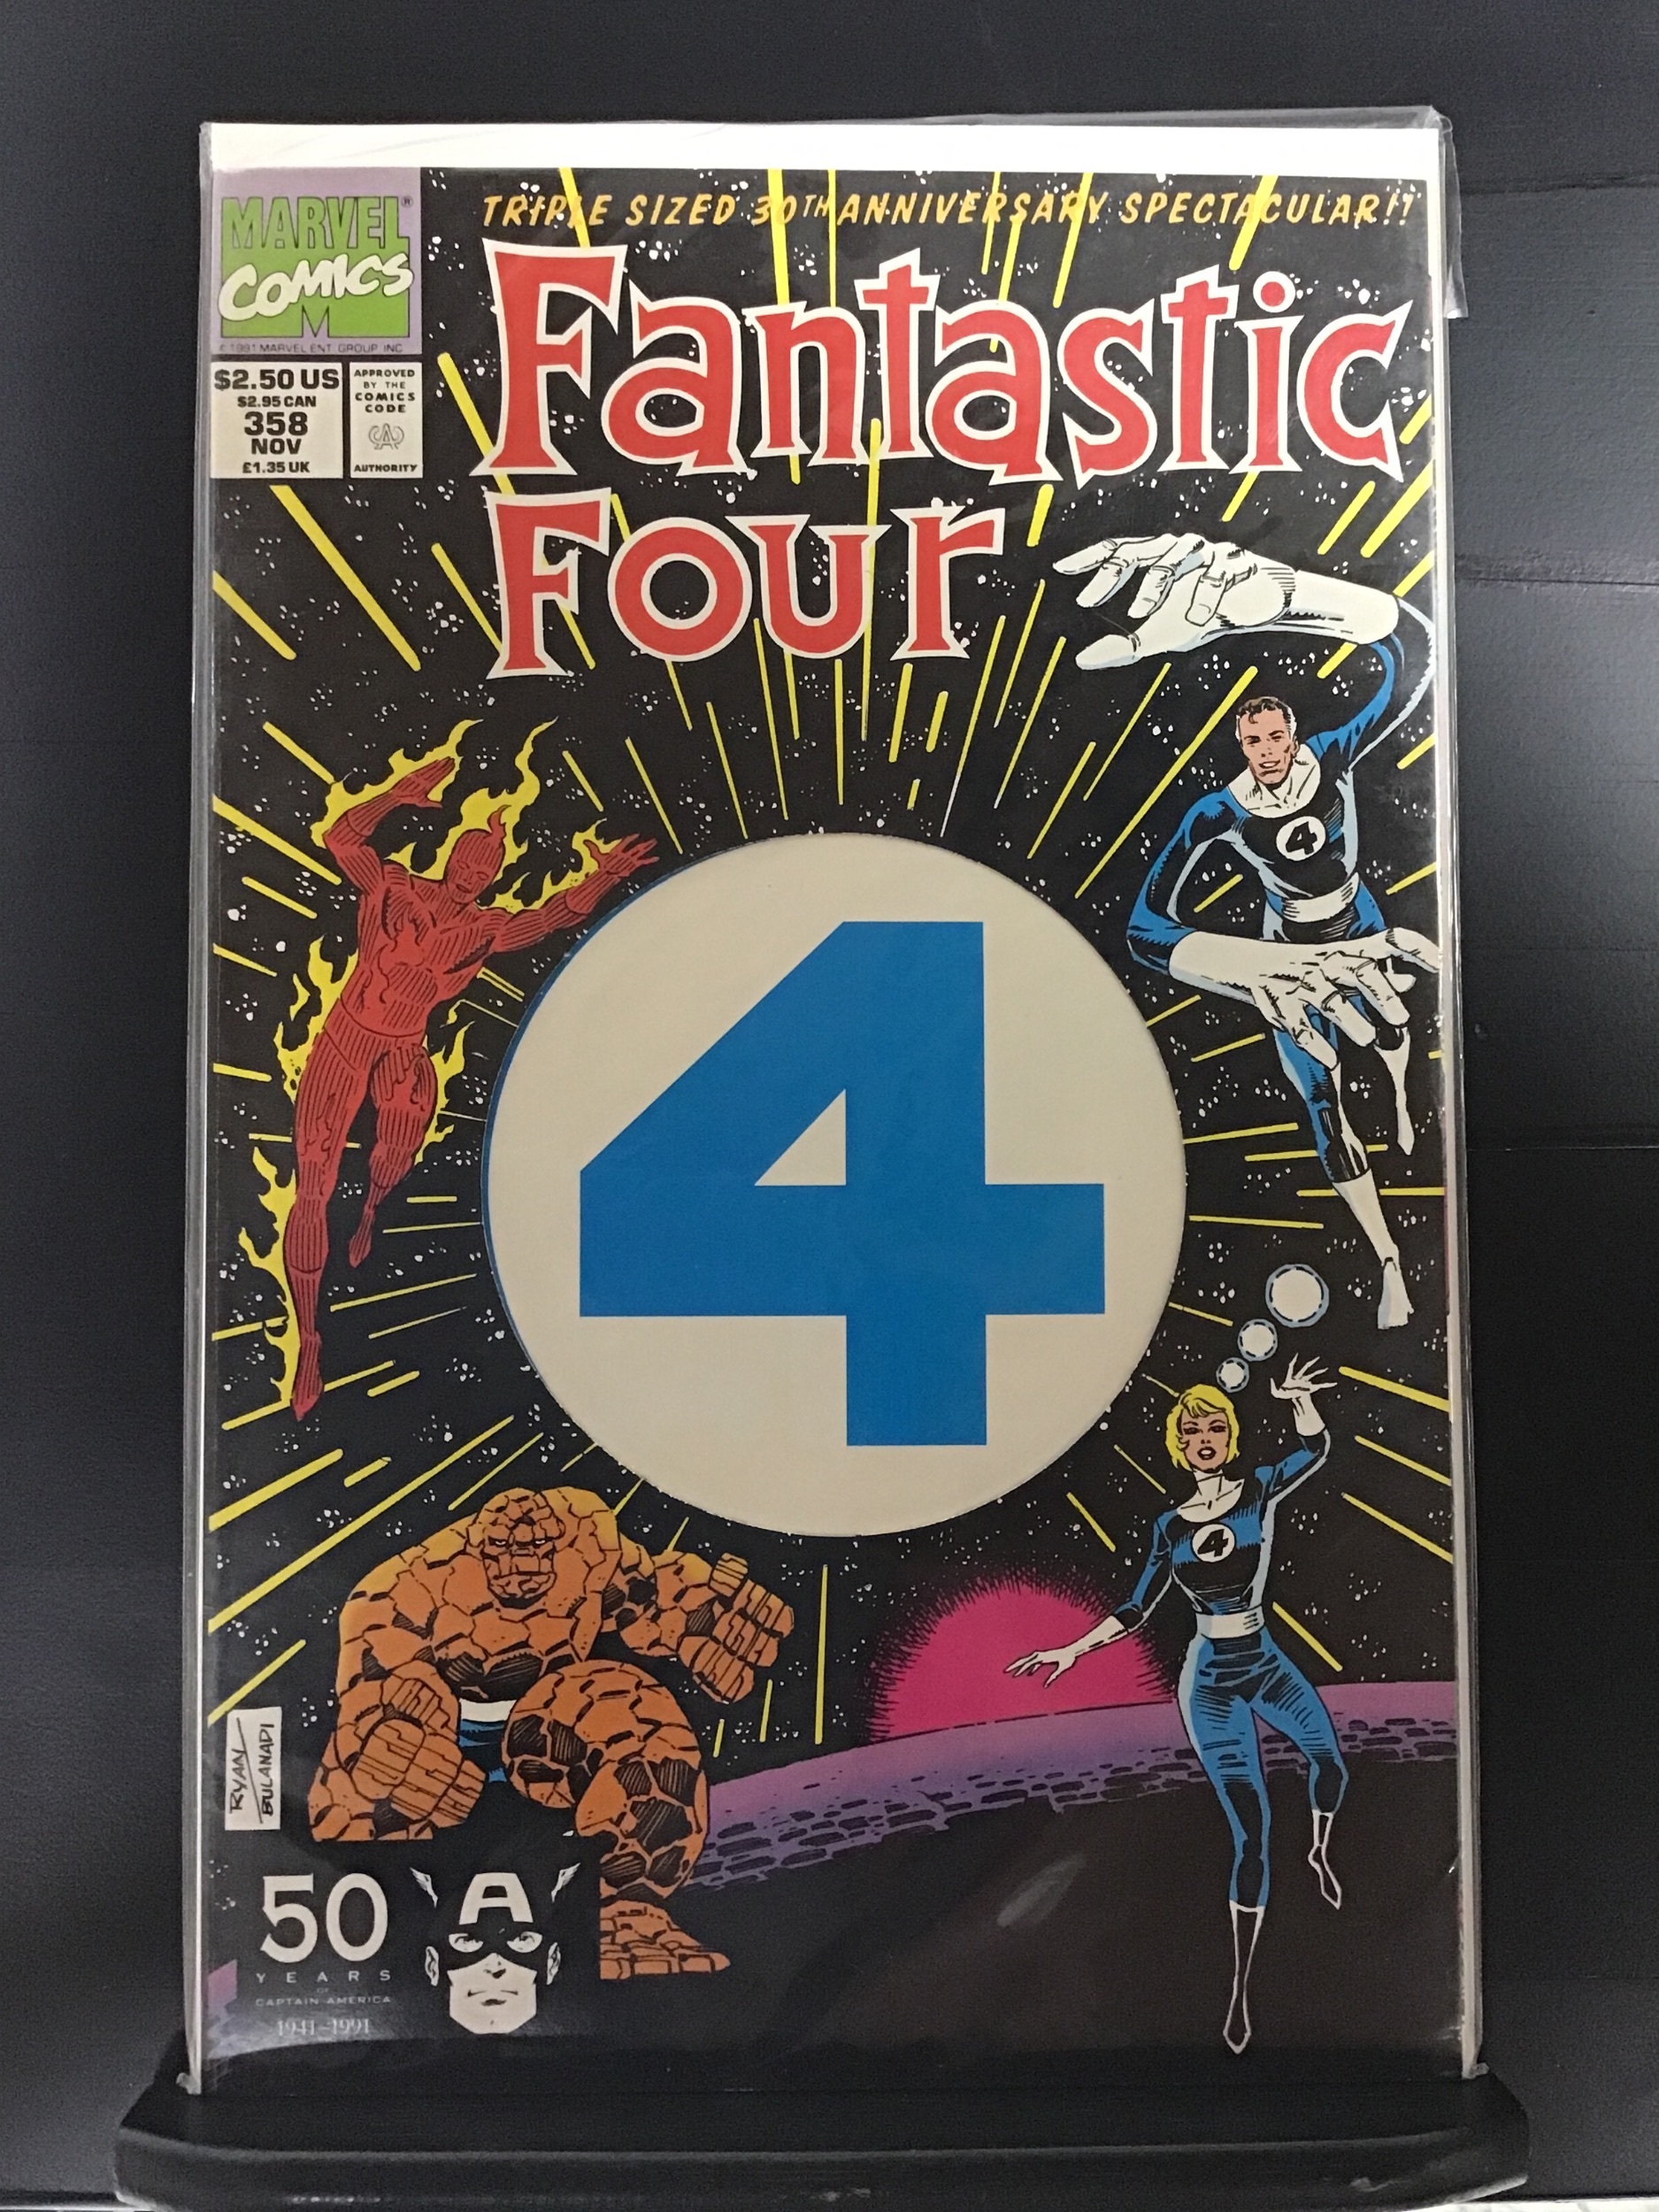 TRIPLE SIZED 30TH ANNIVERSARY SPECTACULAR!!
MARVEL®
COMICS
M
© 1991 MARVEL ENT. GROUP, INC.
$2.50 US
$2.95 CAN
358
NOV
£1.35 UK
APPROVED
BY THE
COMICS
CODE
CA
AUTHORITY
Fantastic
Four
4
4
4
RYAN
BULANADI
50
YEARS
OF
CAPTAIN AMERICA
1941-1991
A